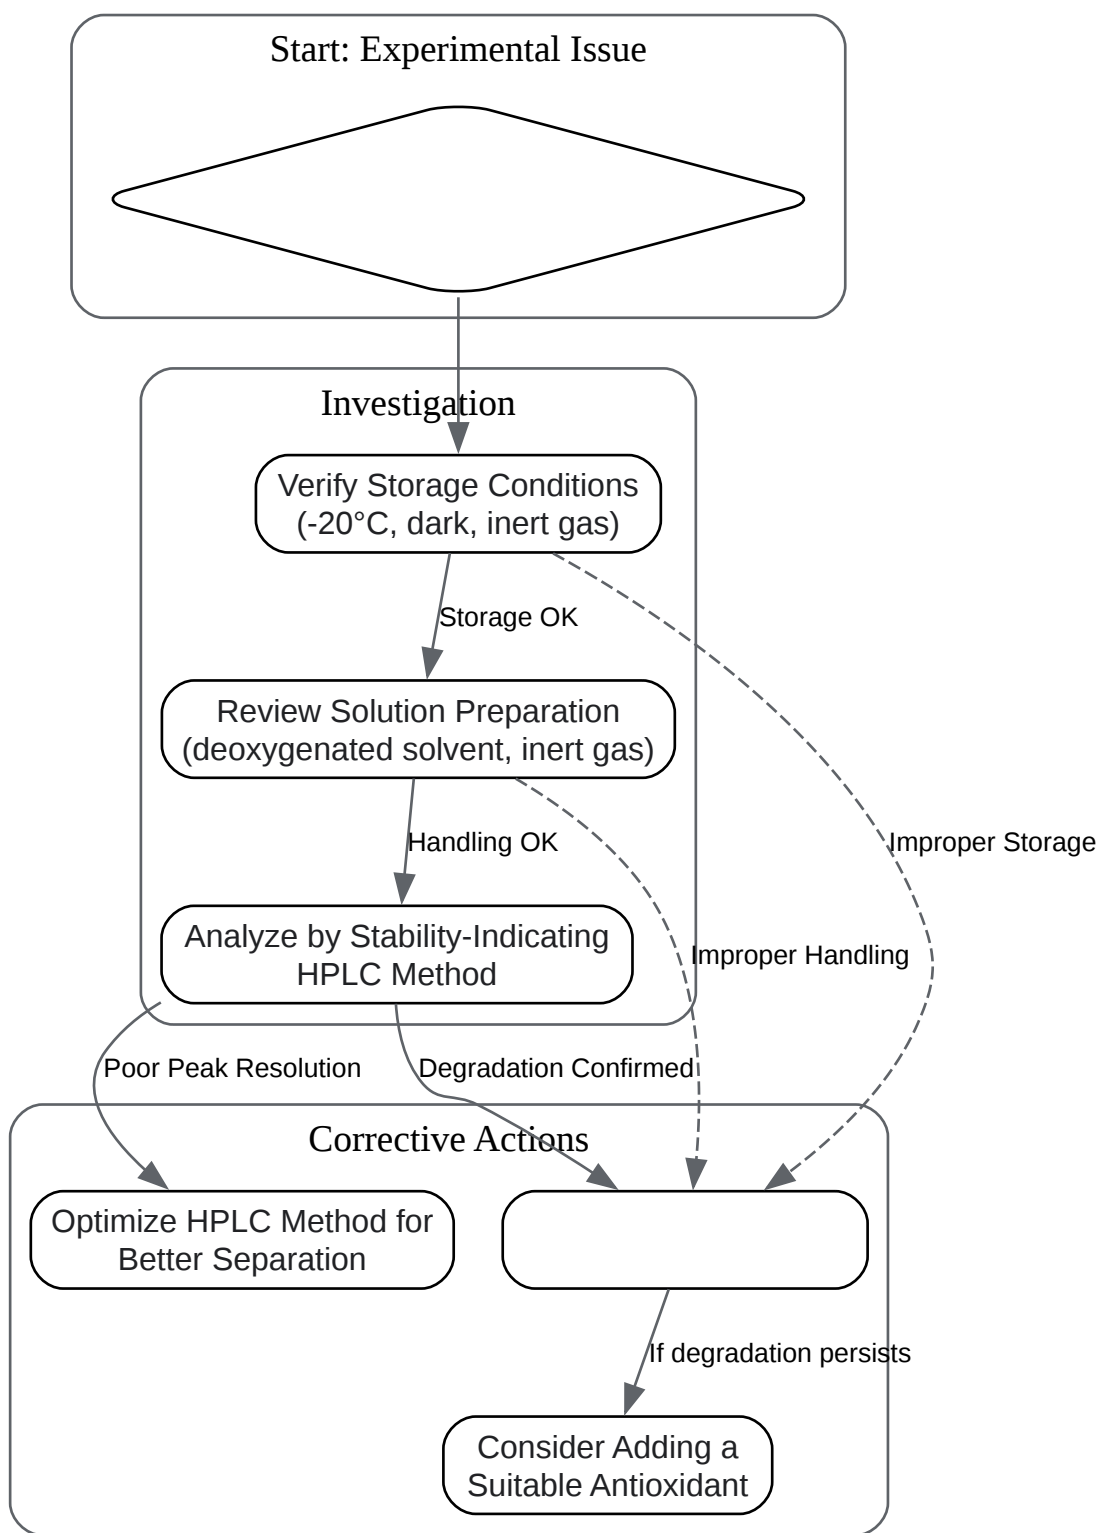 Start: Experimental Issue
Investigation
Verify Storage Conditions
(-20°C, dark, inert gas)
Storage OK
Review Solution Preparation
(deoxygenated solvent, inert gas)
Handling OK
Improper Storage
Analyze by Stability-Indicating
HPLC Method
Improper Handling
Poor Peak Resolution
Degradation Confirmed
Corrective Actions
Optimize HPLC Method for
Better Separation
If degradation persists
Consider Adding a
Suitable Antioxidant